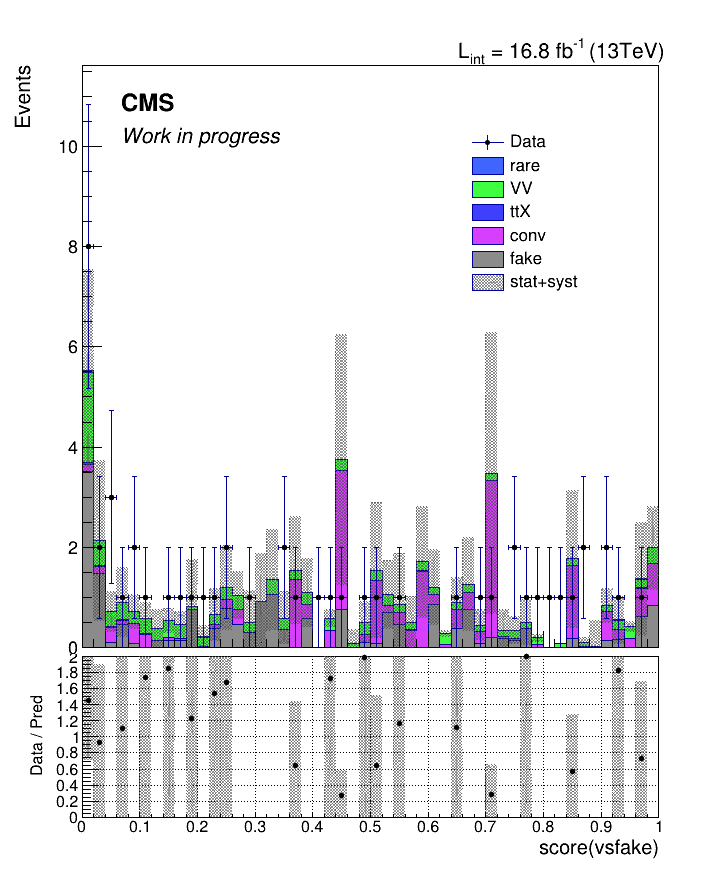 L_int = 16.8 fb^-1 (13TeV)
Events
CMS
Work in progress
Data
rare
VV
ttX
conv
fake
stat+syst
10
8
6
4
2
0
Data / Pred
2
1.8
1.6
1.4
1.2
1
0.8
0.6
0.4
0.2
0
0 0.1 0.2 0.3 0.4 0.5 0.6 0.7 0.8 0.9 1
score(vsfake)